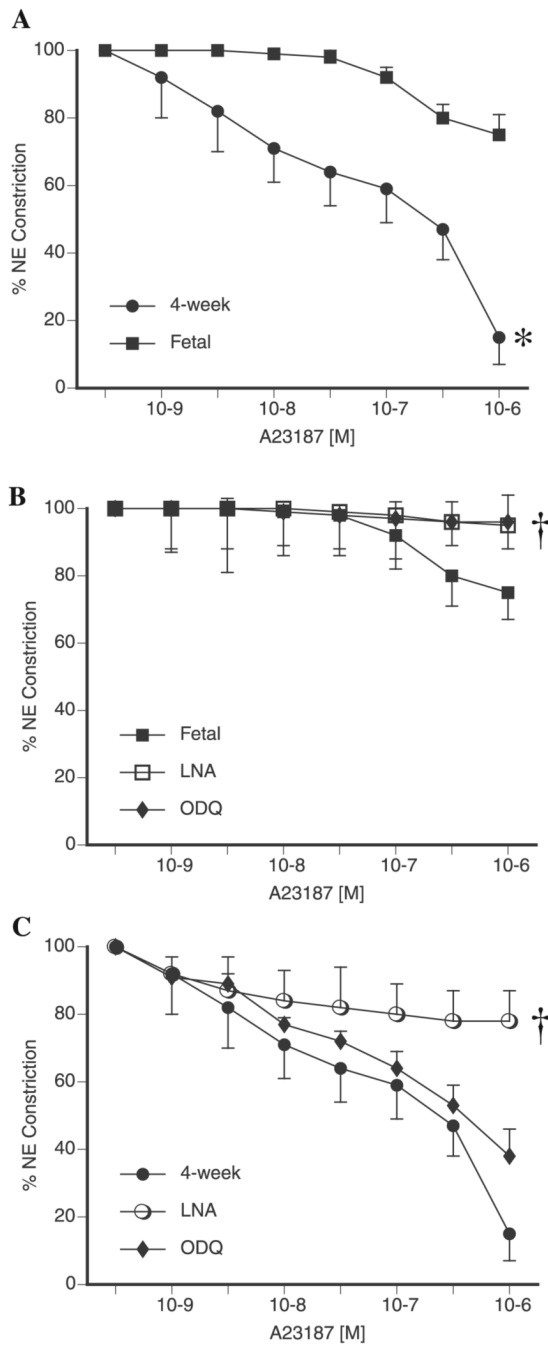 A
100
80
60
40
20
0
% NE Constriction
4-week
Fetal
*
10-9 10-8 10-7 10-6
A23187 [M]
B
100
80
60
40
20
0
% NE Constriction
†
Fetal
LNA
ODQ
10-9 10-8 10-7 10-6
A23187 [M]
C
100
80
60
40
20
0
% NE Constriction
†
4-week
LNA
ODQ
10-9 10-8 10-7 10-6
A23187 [M]